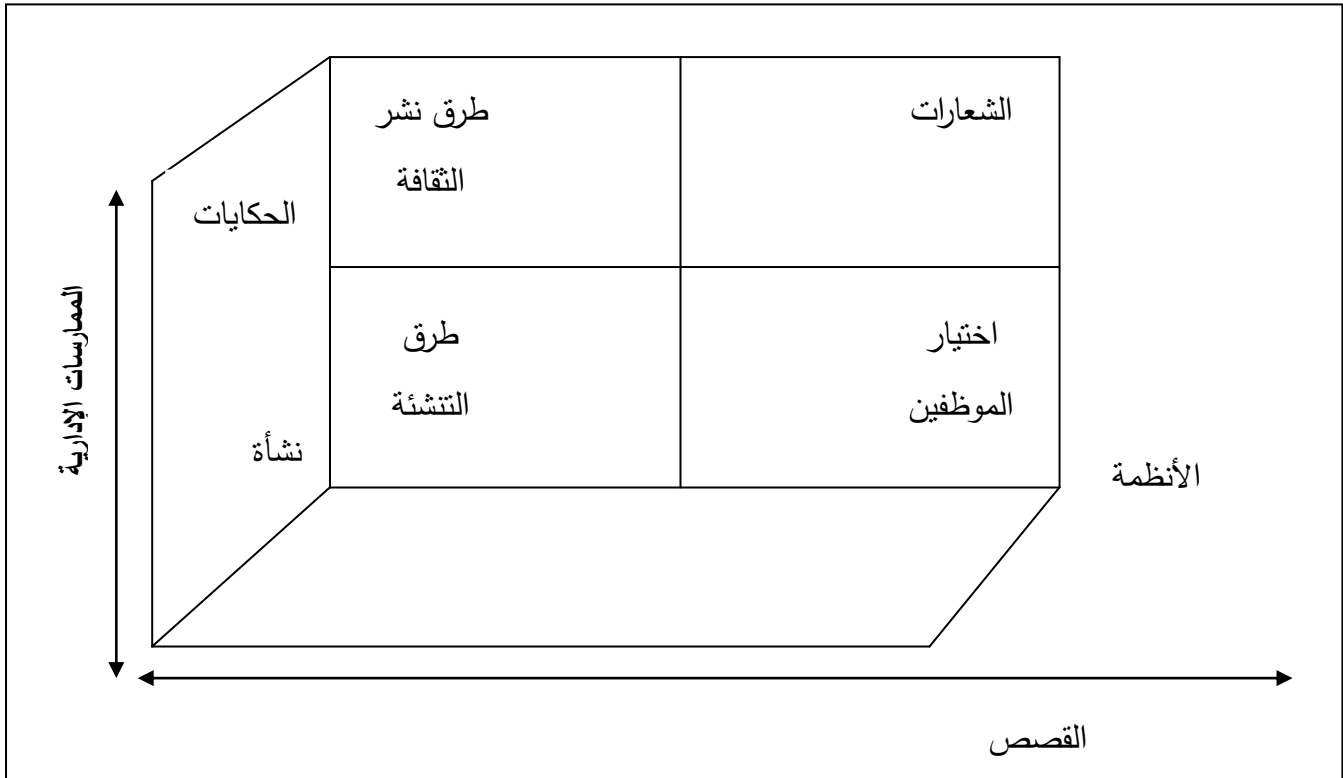 الشعارات
طرق نشر
الثقافة
الحكايات
الممارسات الإدارية
اختيار
الموظفين
طرق
التنشئة
نشأة
الأنظمة
القصص